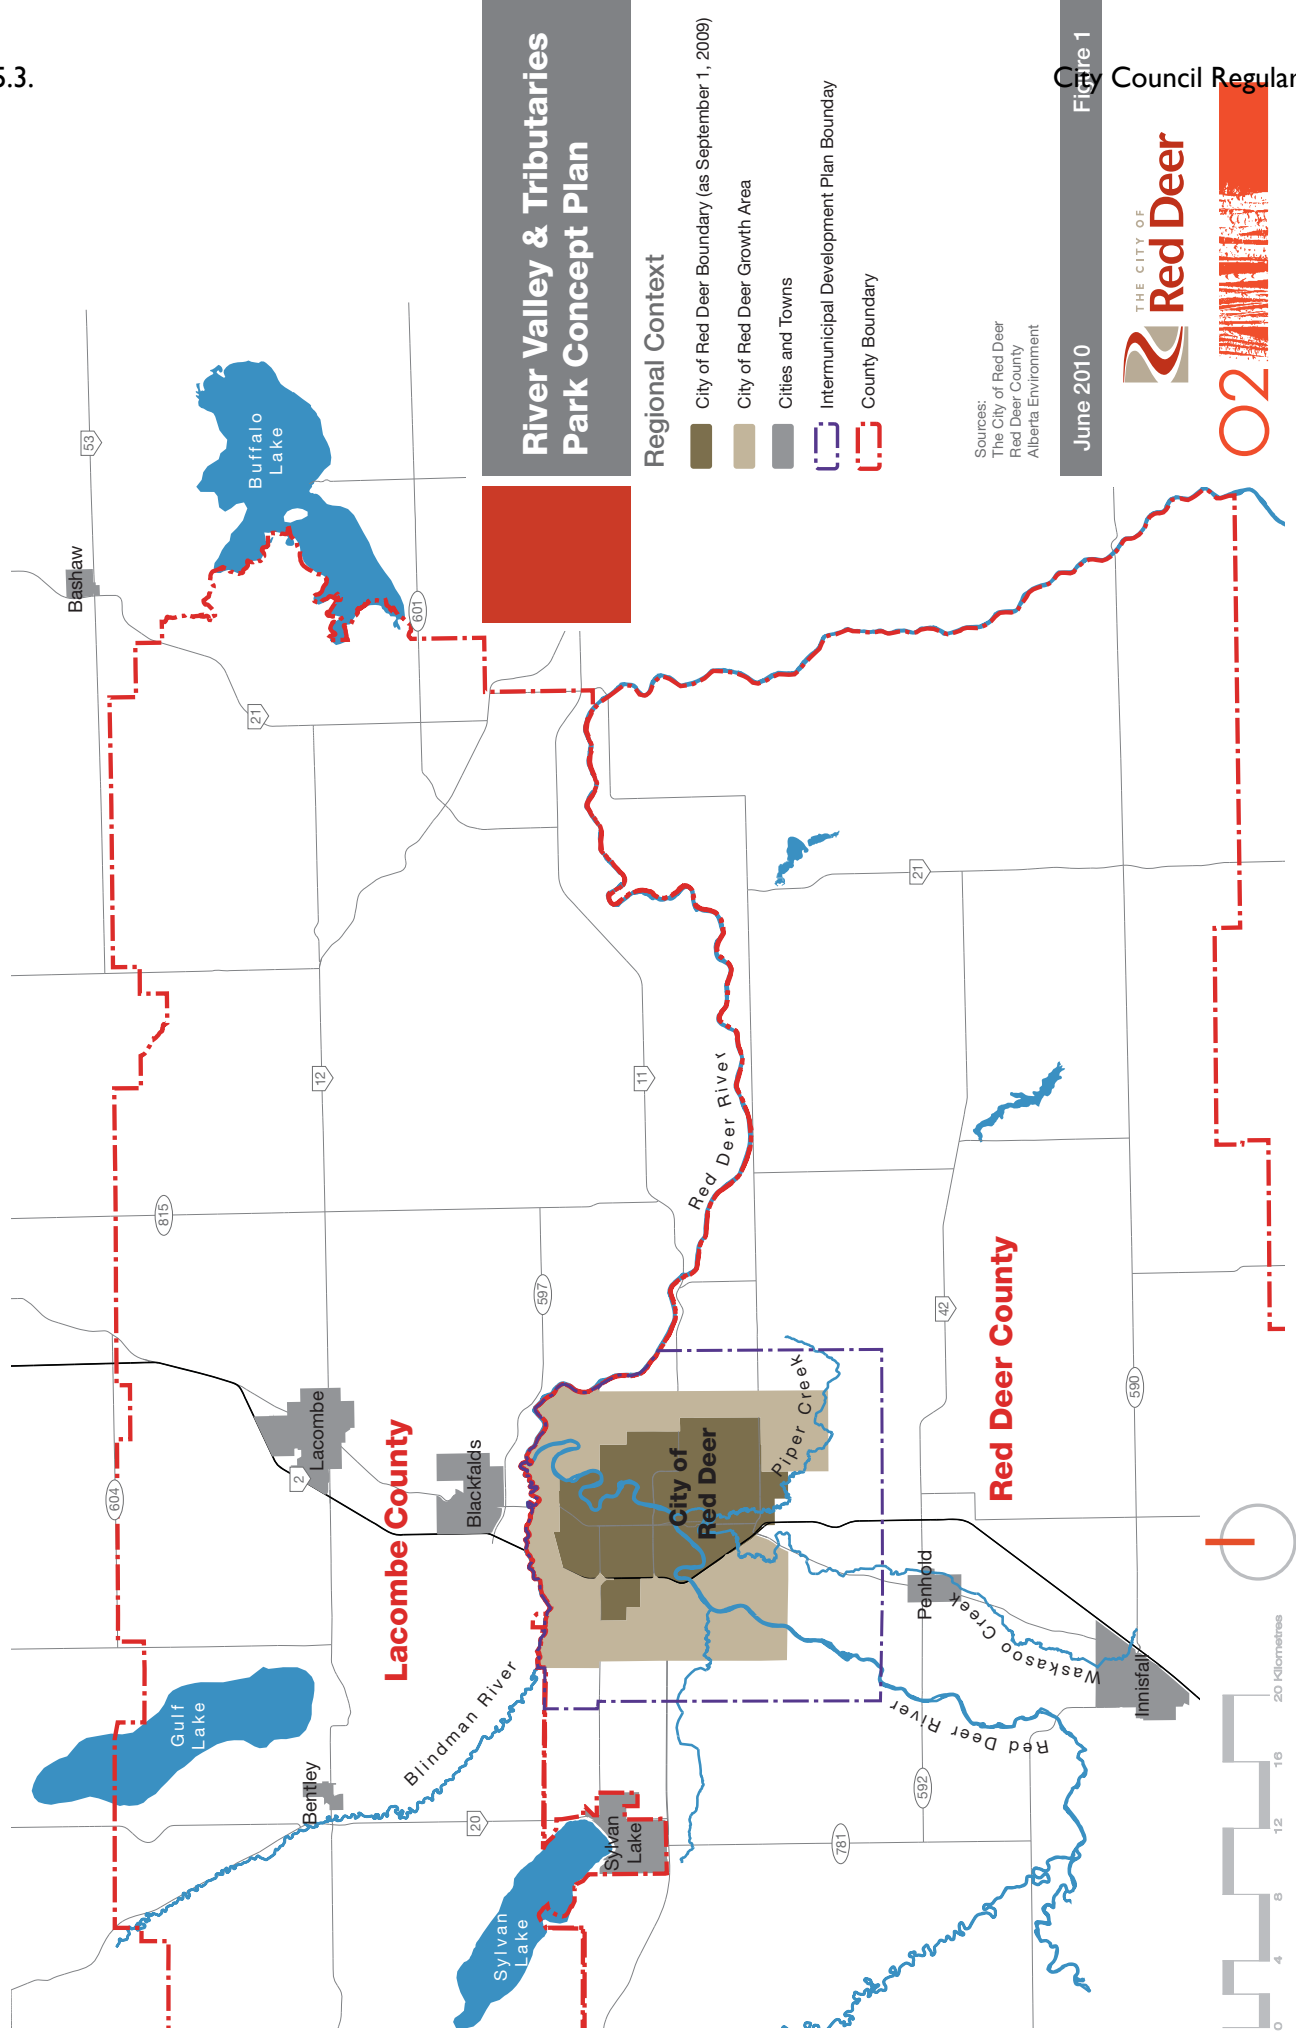 5.3.
City Council Regular
River Valley & Tributaries
Park Concept Plan
Regional Context
City of Red Deer Boundary (as September 1, 2009)
City of Red Deer Growth Area
Cities and Towns
Intermunicipal Development Plan Bounday
County Boundary
Sources:
The City of Red Deer
Red Deer County
Alberta Environment
June 2010
Figure 1
THE CITY OF
Red Deer
O2
53
Bashaw
Buffalo
Lake
601
21
12
11
21
815
597
42
590
Red Deer River
Red Deer County
Lacombe County
604
2
Lacombe
Blackfalds
City of
Red Deer
Piper Creek
Penhold
Waskasoo Creek
Innisfail
Red Deer River
Blindman River
Gulf
Lake
Bentley
20
592
781
Sylvan
Lake
Sylvan
Lake
0
4
8
12
16
20 Kilometres